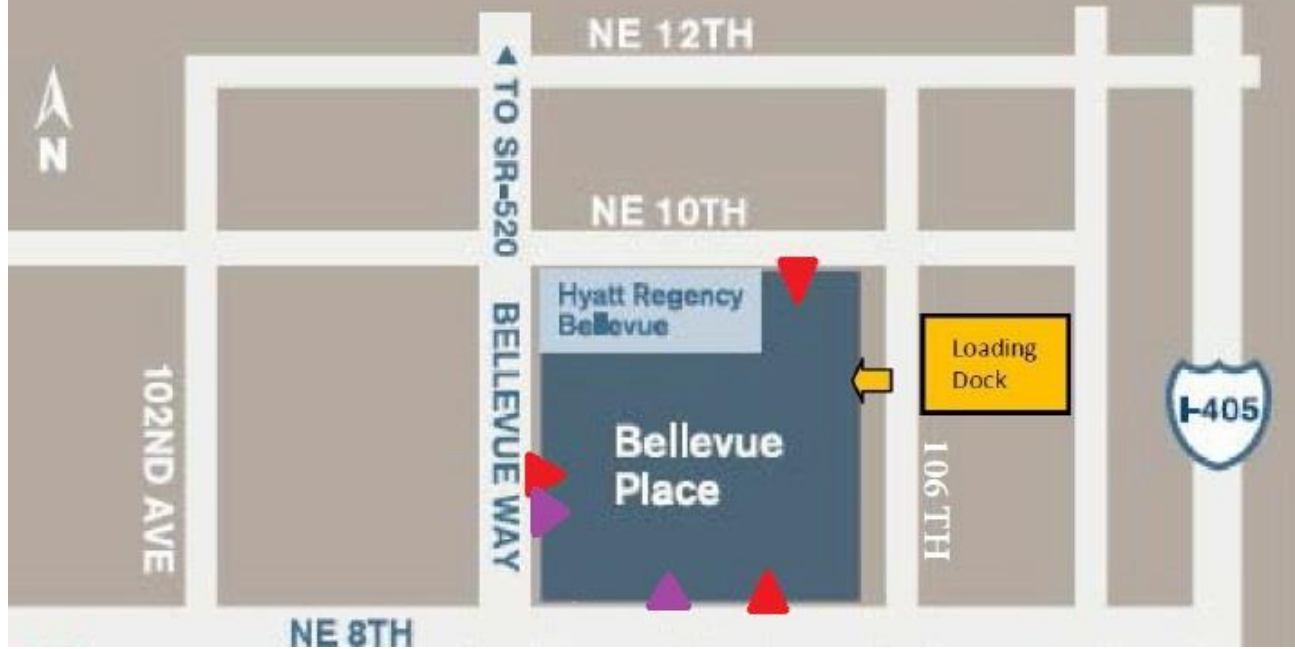 NE 12TH
N
▲ TO SR-520
NE 10TH
Hyatt Regency
Bellevue
BELLEVUE WAY
Loading
Dock
102ND AVE
I-405
Bellevue
Place
106 TH
NE 8TH